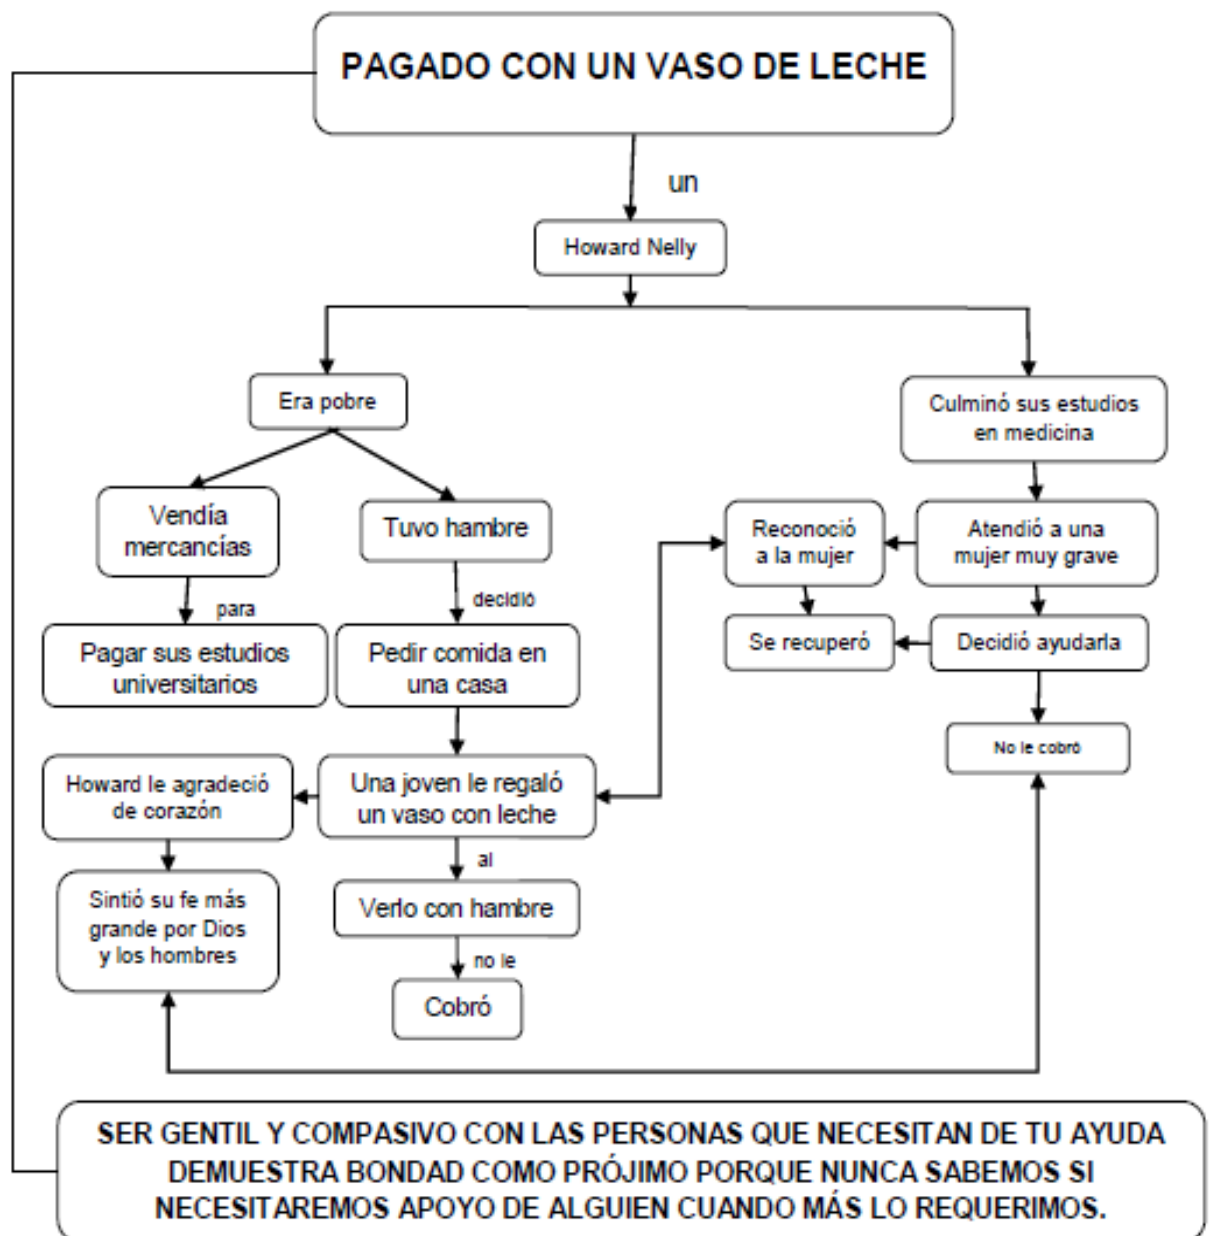 PAGADO CON UN VASO DE LECHE
un
Howard Nelly
Era pobre
Culminó sus estudios
en medicina
Vendía
mercancías
Tuvo hambre
Reconoció
a la mujer
Atendió a una
mujer muy grave
para
decidió
Pagar sus estudios
universitarios
Pedir comida en
una casa
Se recuperó
Decidió ayudarla
No le cobró
Howard le agradeció
de corazón
Una joven le regaló
un vaso con leche
al
Sintió su fe más
grande por Dios
y los hombres
Verlo con hambre
no le
Cobró
SER GENTIL Y COMPASIVO CON LAS PERSONAS QUE NECESITAN DE TU AYUDA
DEMUESTRA BONDAD COMO PRÓJIMO PORQUE NUNCA SABEMOS SI
NECESITAREMOS APOYO DE ALGUIEN CUANDO MÁS LO REQUERIMOS.